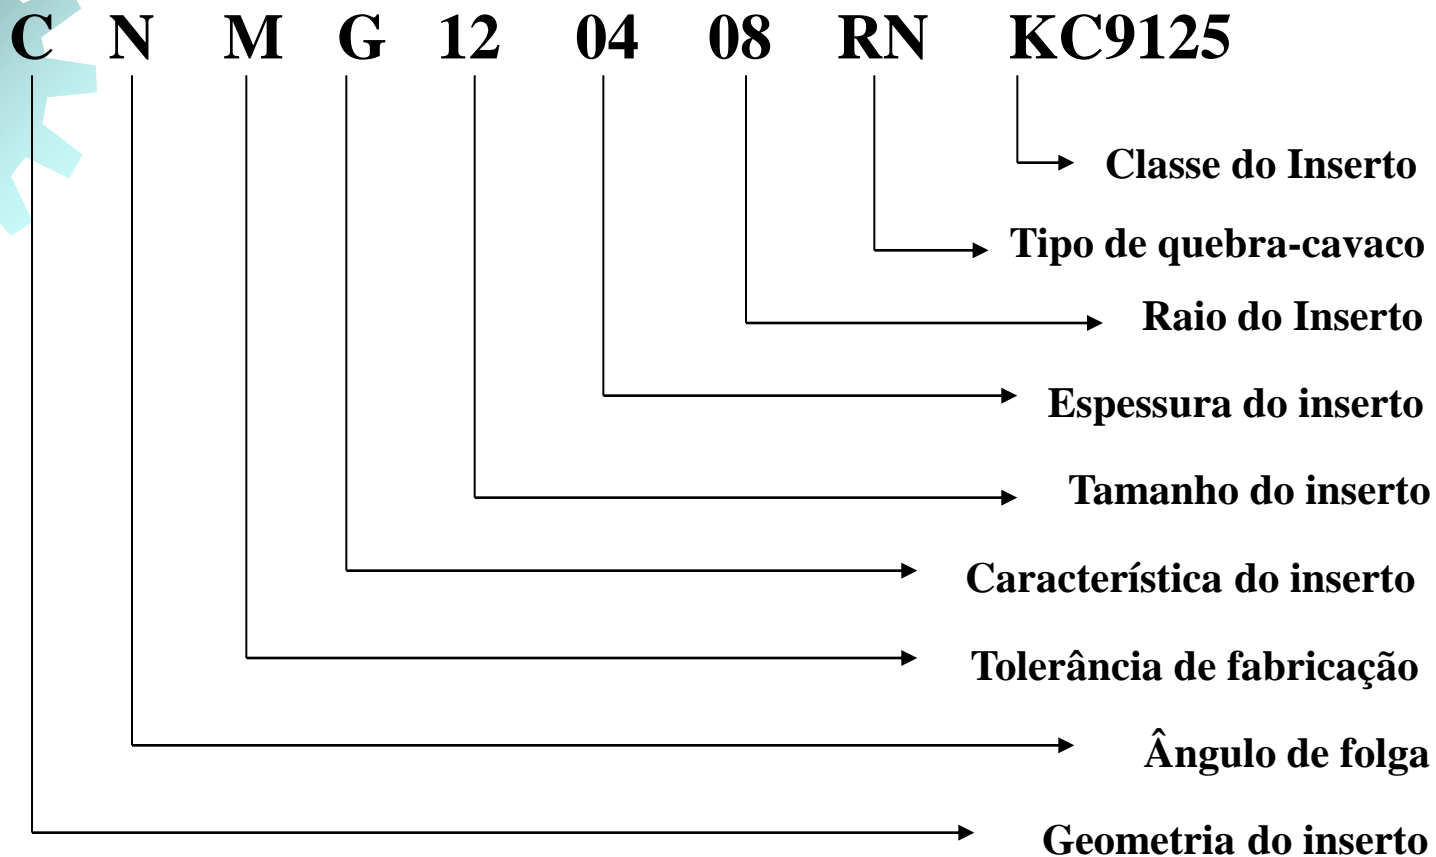 C N M G 12 04 08 RN KC9125
Classe do Inserto
Tipo de quebra-cavaco
Raio do Inserto
Espessura do inserto
Tamanho do inserto
Característica do inserto
Tolerância de fabricação
Ângulo de folga
Geometria do inserto